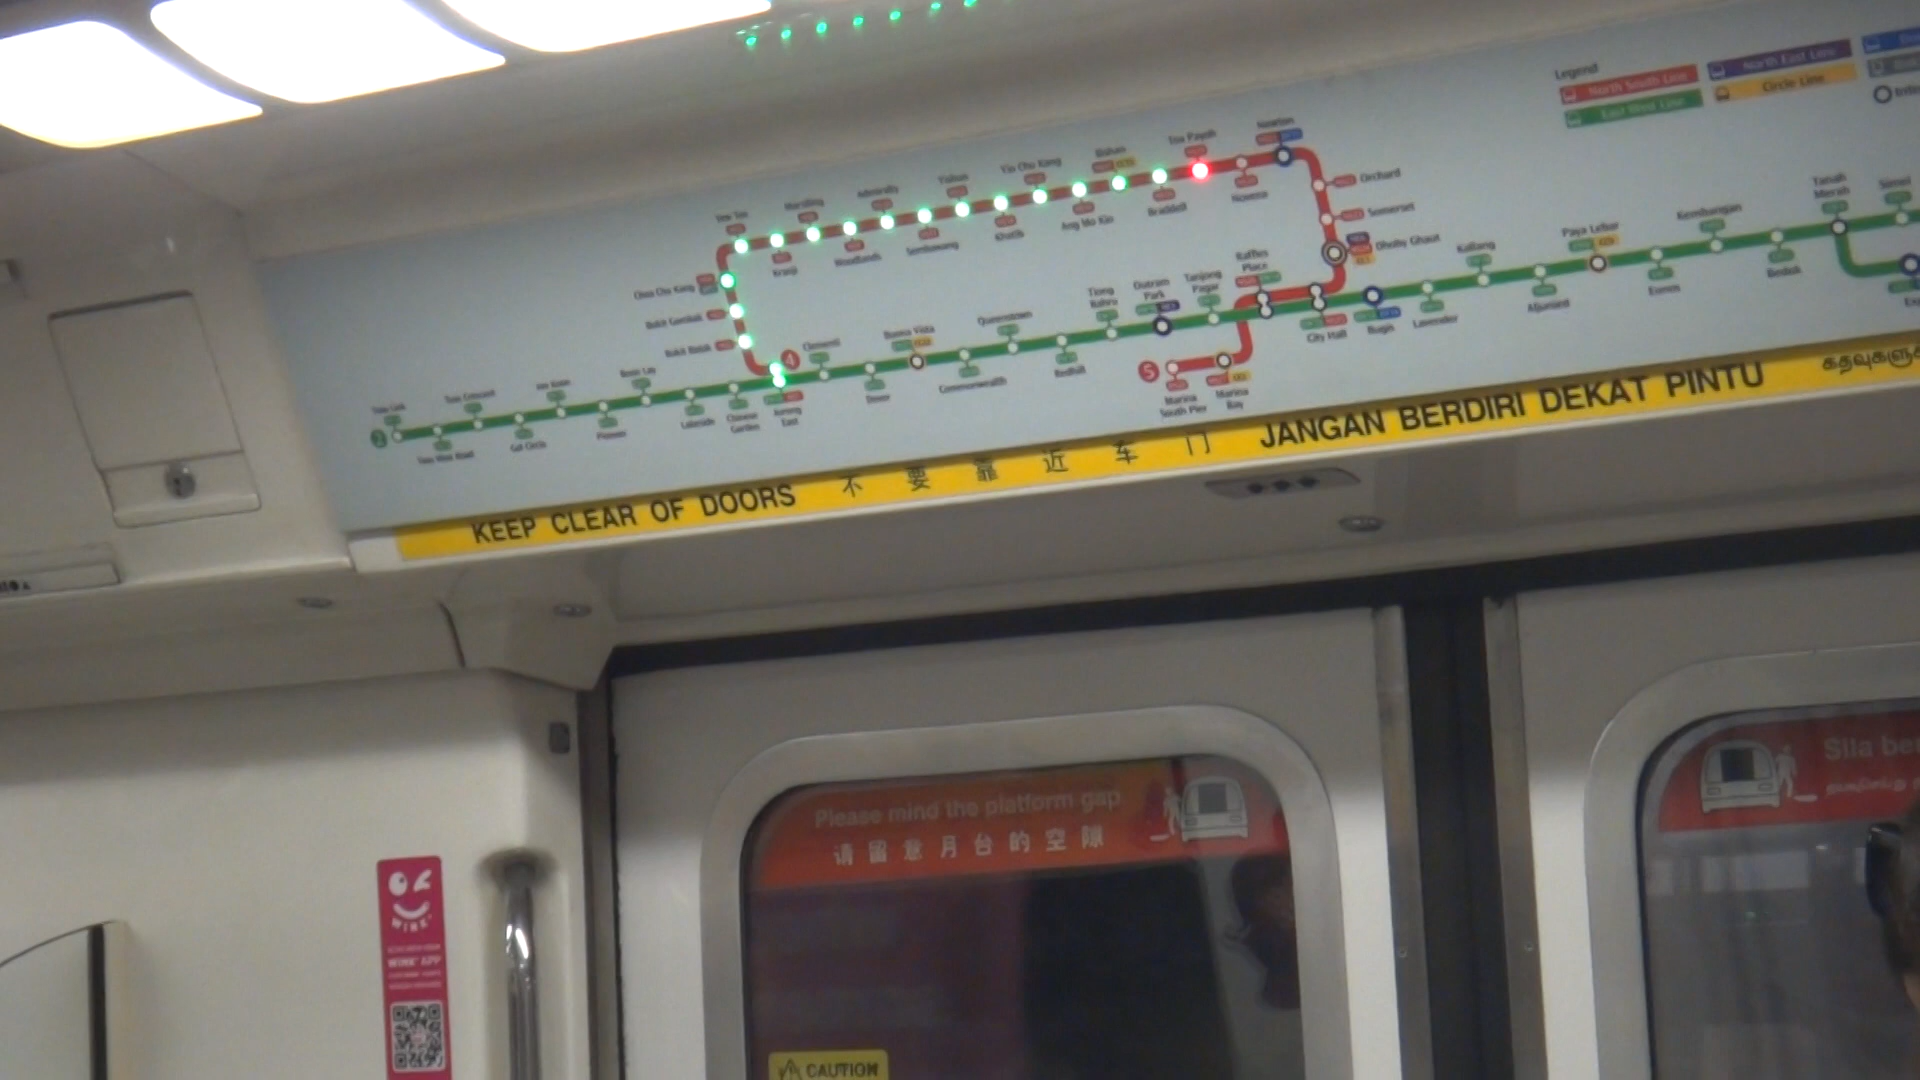 Legend
North South Line
North East Line
East West Line
Circle Line
Newton
Toa Payoh
Bishan
Yio Chu Kang
Yishun
Admiralty
Marsiling
Yew Tee
Orchard
Novena
Somerset
Braddell
Ang Mo Kio
Khatib
Sembawang
Woodlands
Kranji
Dhoby Ghaut
Choa Chu Kang
Bukit Gombak
Bukit Batok
Tanah Merah
Simei
Kembangan
Paya Lebar
Kallang
Raffles Place
Tanjong Pagar
Outram Park
Tiong Bahru
Queenstown
Buona Vista
Clementi
4
Boon Lay
Joo Koon
Tuas Crescent
Tuas Link
Bedok
Eunos
Aljunied
Lavender
Bugis
City Hall
Redhill
Commonwealth
Dover
Jurong East
Chinese Garden
Lakeside
Pioneer
Gul Circle
Tuas West Road
5
Marina South Pier
Marina Bay
KEEP CLEAR OF DOORS 不要靠近车门 JANGAN BERDIRI DEKAT PINTU
Please mind the platform gap
请留意月台的空隙
Sila
WINK
WINK APP
CAUTION